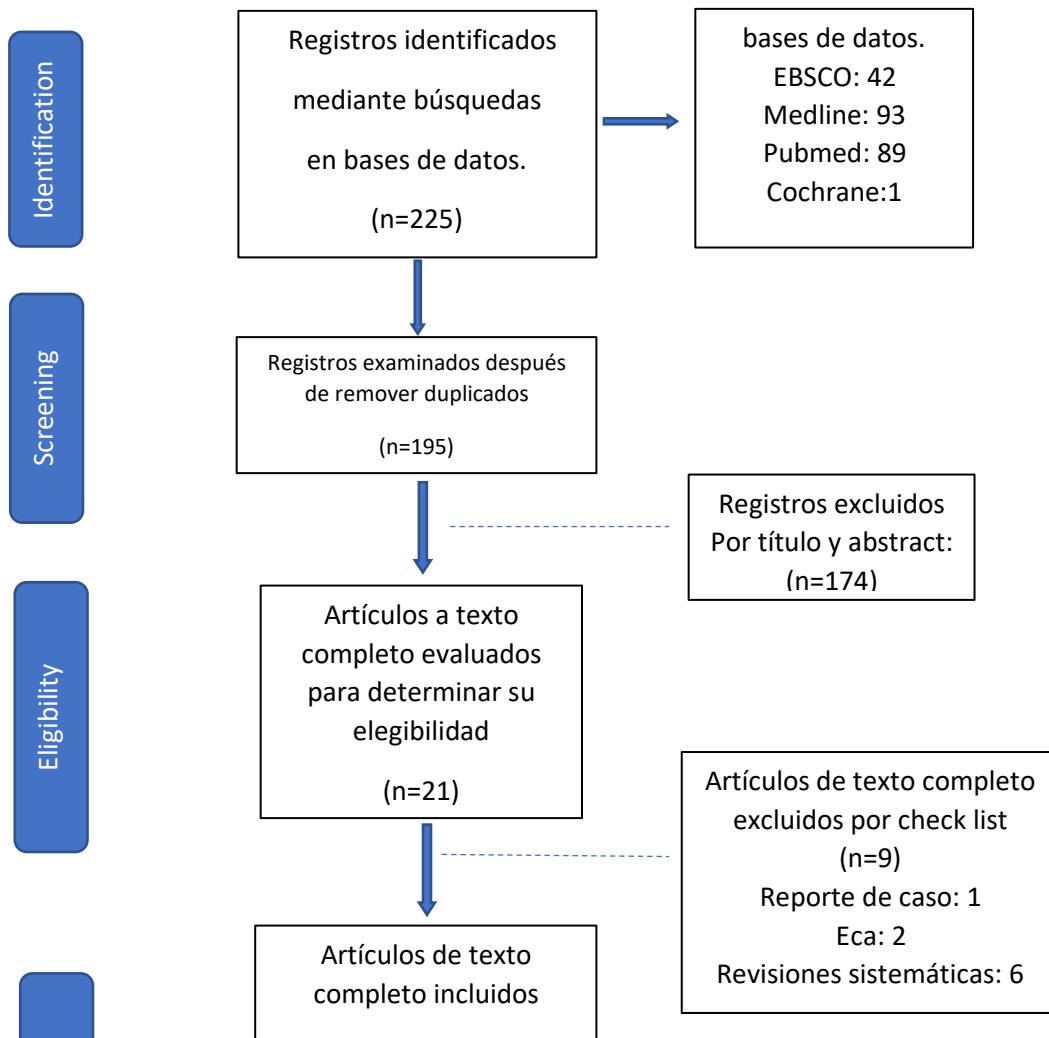 Identification
Registros identificados
mediante búsquedas
en bases de datos.
(n=225)
bases de datos.
EBSCO: 42
Medline: 93
Pubmed: 89
Cochrane:1
Screening
Registros examinados después
de remover duplicados
(n=195)
Registros excluidos
Por título y abstract:
(n=174)
Eligibility
Artículos a texto
completo evaluados
para determinar su
elegibilidad
(n=21)
Artículos de texto completo
excluidos por check list
(n=9)
Reporte de caso: 1
Eca: 2
Revisiones sistemáticas: 6
Artículos de texto
completo incluidos